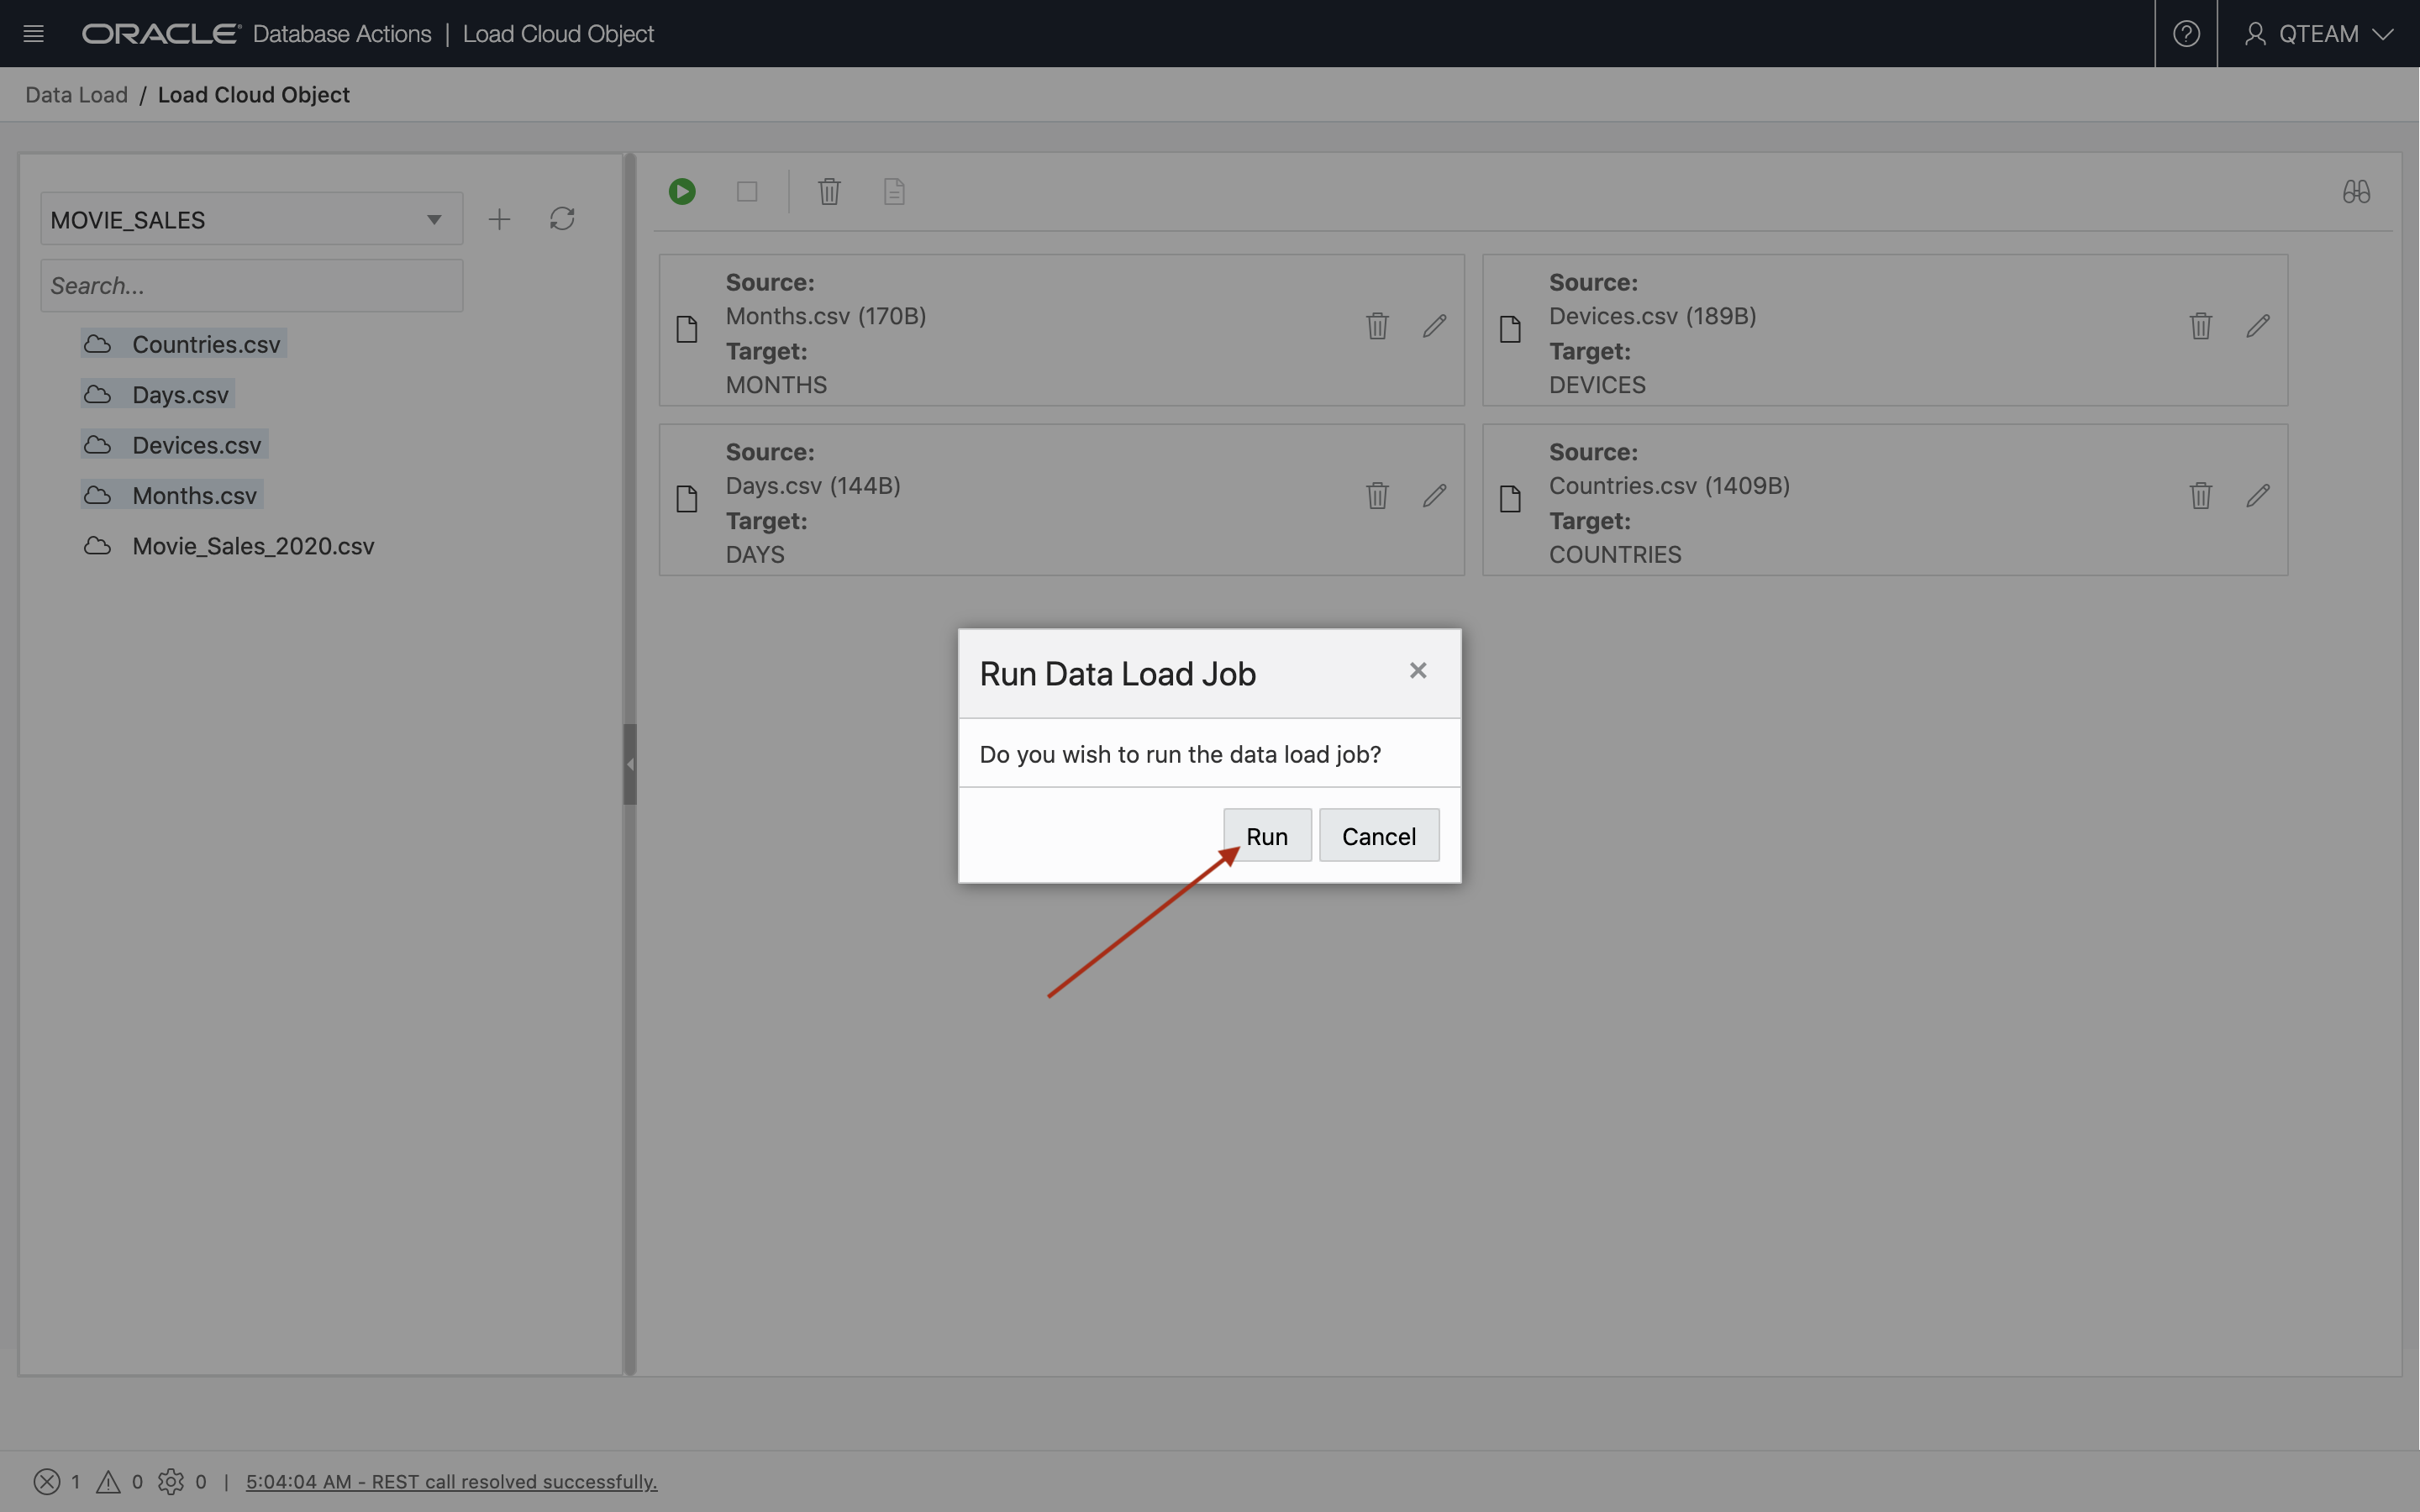 ORACLE Database Actions | Load Cloud Object
QTEAM
Data Load / Load Cloud Object
MOVIE_SALES
Search...
Countries.csv
Days.csv
Devices.csv
Months.csv
Movie_Sales_2020.csv
Source:
Months.csv (170B)
Target:
MONTHS
Source:
Devices.csv (189B)
Target:
DEVICES
Source:
Days.csv (144B)
Target:
DAYS
Source:
Countries.csv (1409B)
Target:
COUNTRIES
Run Data Load Job
Do you wish to run the data load job?
Run
Cancel
1 0 0 | 5:04:04 AM - REST call resolved successfully.